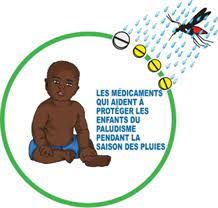 LES MÉDICAMENTS
QUI AIDENT À
PROTÉGER LES
ENFANTS DU
PALUDISME
PENDANT LA
SAISON DES PLUIES